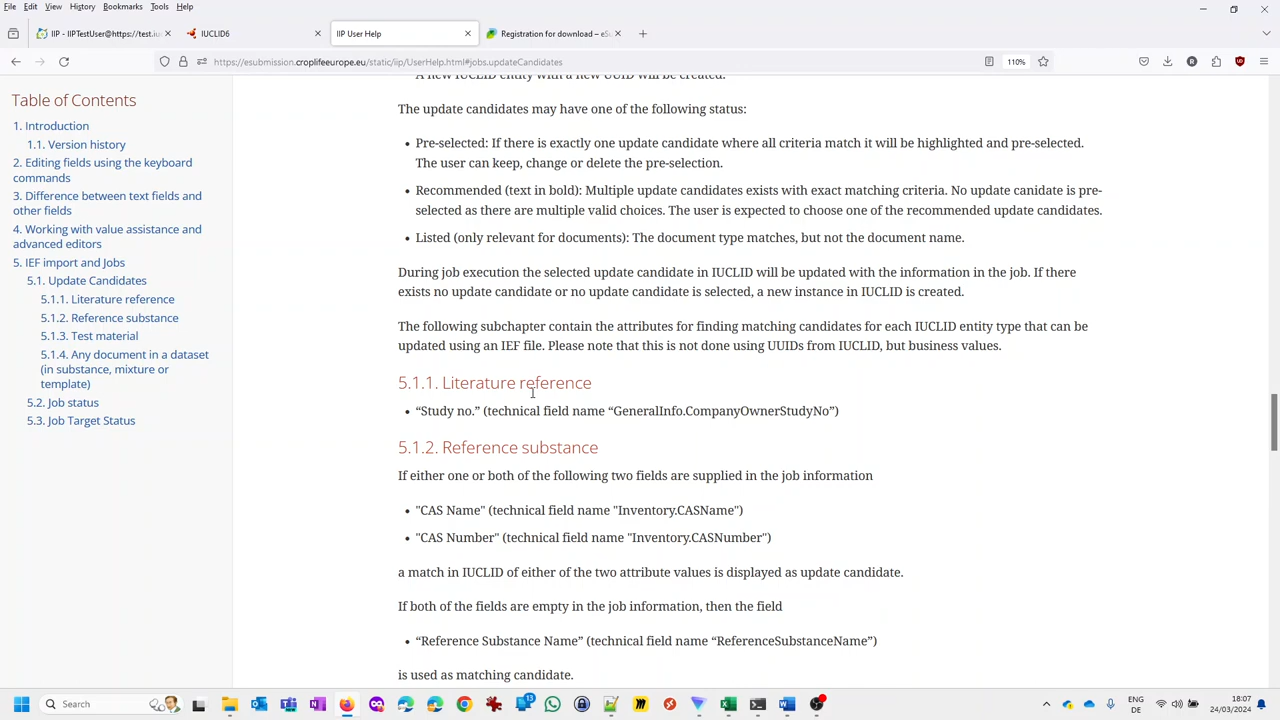 File Edit View History Bookmarks Tools Help
IIP - IIPTestUser@https://test.iu
IUCLID6
IIP User Help
Registration for download – eSu
https://esubmission.croplifeeurope.eu/static/iip/UserHelp.html#jobs.updateCandidates
110%
Table of Contents
1. Introduction
1.1. Version history
2. Editing fields using the keyboard
commands
3. Difference between text fields and
other fields
4. Working with value assistance and
advanced editors
5. IEF import and Jobs
5.1. Update Candidates
5.1.1. Literature reference
5.1.2. Reference substance
5.1.3. Test material
5.1.4. Any document in a dataset
(in substance, mixture or
template)
5.2. Job status
5.3. Job Target Status
A new IUCLID entity with a new UUID will be created.
The update candidates may have one of the following status:
• Pre-selected: If there is exactly one update candidate where all criteria match it will be highlighted and pre-selected.
The user can keep, change or delete the pre-selection.
• Recommended (text in bold): Multiple update candidates exists with exact matching criteria. No update canidate is pre-
selected as there are multiple valid choices. The user is expected to choose one of the recommended update candidates.
• Listed (only relevant for documents): The document type matches, but not the document name.
During job execution the selected update candidate in IUCLID will be updated with the information in the job. If there
exists no update candidate or no update candidate is selected, a new instance in IUCLID is created.
The following subchapter contain the attributes for finding matching candidates for each IUCLID entity type that can be
updated using an IEF file. Please note that this is not done using UUIDs from IUCLID, but business values.
5.1.1. Literature reference
• “Study no.” (technical field name “GeneralInfo.CompanyOwnerStudyNo”)
5.1.2. Reference substance
If either one or both of the following two fields are supplied in the job information
• "CAS Name" (technical field name "Inventory.CASName")
• "CAS Number" (technical field name "Inventory.CASNumber")
a match in IUCLID of either of the two attribute values is displayed as update candidate.
If both of the fields are empty in the job information, then the field
• “Reference Substance Name” (technical field name “ReferenceSubstanceName”)
is used as matching candidate.
Search
13
ENG
DE
18:07
24/03/2024